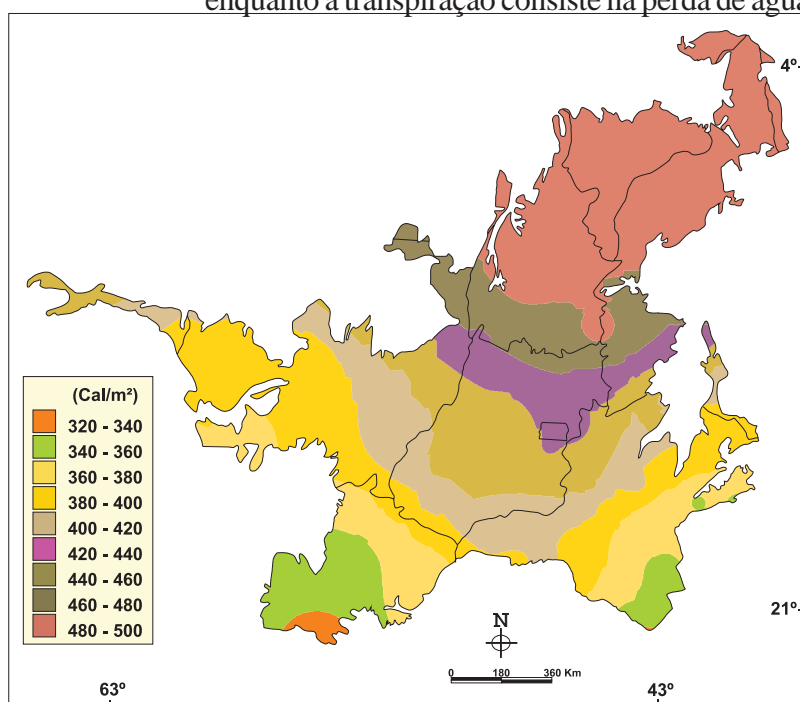 enquanto a transpiração consiste na perda de água
4º
(Cal/m²)
320 - 340
340 - 360
360 - 380
380 - 400
400 - 420
420 - 440
440 - 460
460 - 480
480 - 500
N
21º
0 180 360 Km
63º 43º